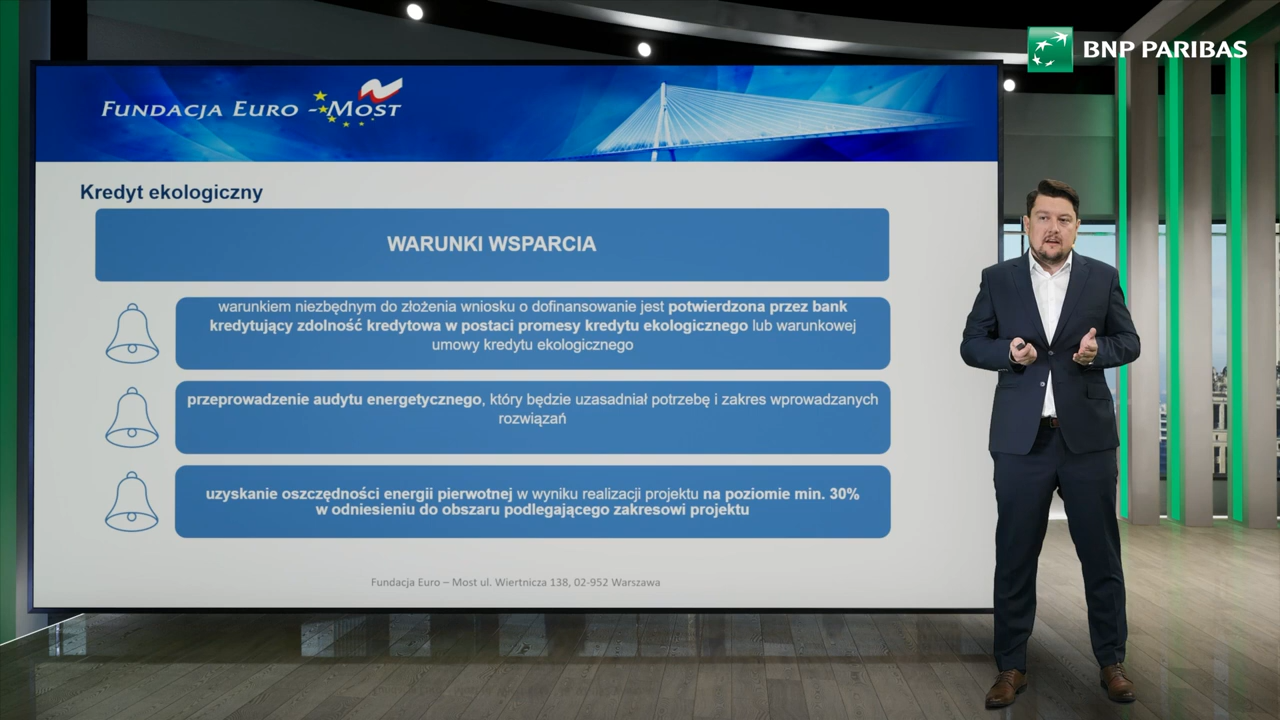 BNP PARIBAS
FUNDACJA EURO - MOST
Kredyt ekologiczny
WARUNKI WSPARCIA
warunkiem niezbędnym do złożenia wniosku o dofinansowanie jest potwierdzona przez bank
kredytujący zdolność kredytowa w postaci promesy kredytu ekologicznego lub warunkowej
umowy kredytu ekologicznego
przeprowadzenie audytu energetycznego, który będzie uzasadniał potrzebę i zakres wprowadzanych
rozwiązań
uzyskanie oszczędności energii pierwotnej w wyniku realizacji projektu na poziomie min. 30%
w odniesieniu do obszaru podlegającego zakresowi projektu
Fundacja Euro – Most ul. Wiertnicza 138, 02-952 Warszawa